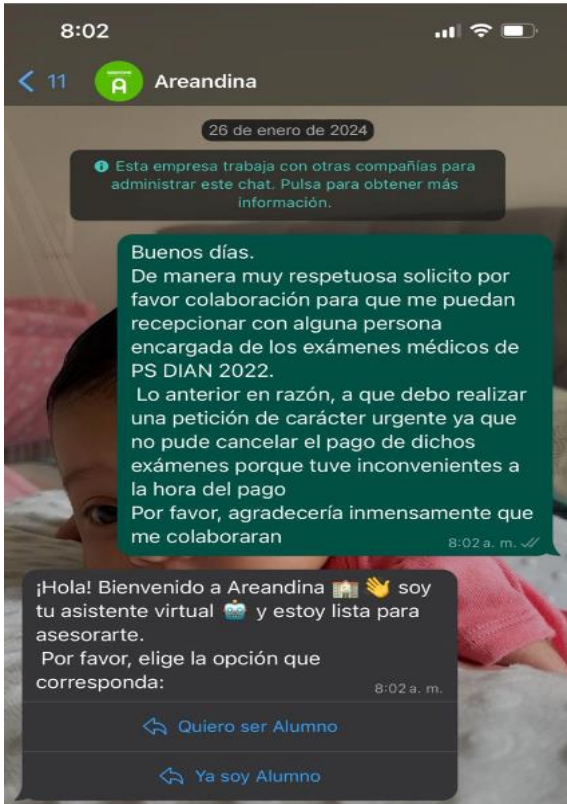 8:02
11 Areandina
26 de enero de 2024
Esta empresa trabaja con otras compañías para
administrar este chat. Pulsa para obtener más
información.
Buenos días.
De manera muy respetuosa solicito por
favor colaboración para que me puedan
recepcionar con alguna persona
encargada de los exámenes médicos de
PS DIAN 2022.
Lo anterior en razón, a que debo realizar
una petición de carácter urgente ya que
no pude cancelar el pago de dichos
exámenes porque tuve inconvenientes a
la hora del pago
Por favor, agradecería inmensamente que
me colaboraran
8:02 a. m.
¡Hola! Bienvenido a Areandina 🏫 👋 soy
tu asistente virtual 🤖 y estoy lista para
asesorarte.
Por favor, elige la opción que
corresponda:
8:02 a. m.
Quiero ser Alumno
Ya soy Alumno